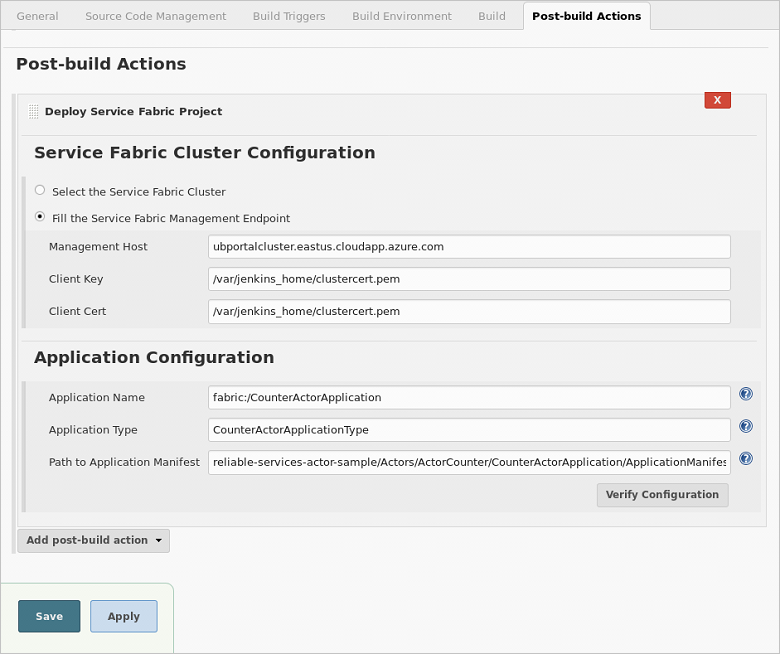 General Source Code Management Build Triggers Build Environment Build Post-build Actions
Post-build Actions
X
Deploy Service Fabric Project
Service Fabric Cluster Configuration
Select the Service Fabric Cluster
Fill the Service Fabric Management Endpoint
Management Host ubportalcluster.eastus.cloudapp.azure.com
Client Key /var/jenkins_home/clustercert.pem
Client Cert /var/jenkins_home/clustercert.pem
Application Configuration
Application Name fabric:/CounterActorApplication ?
Application Type CounterActorApplicationType ?
Path to Application Manifest reliable-services-actor-sample/Actors/ActorCounter/CounterActorApplication/ApplicationManifes ?
Verify Configuration
Add post-build action
Save Apply